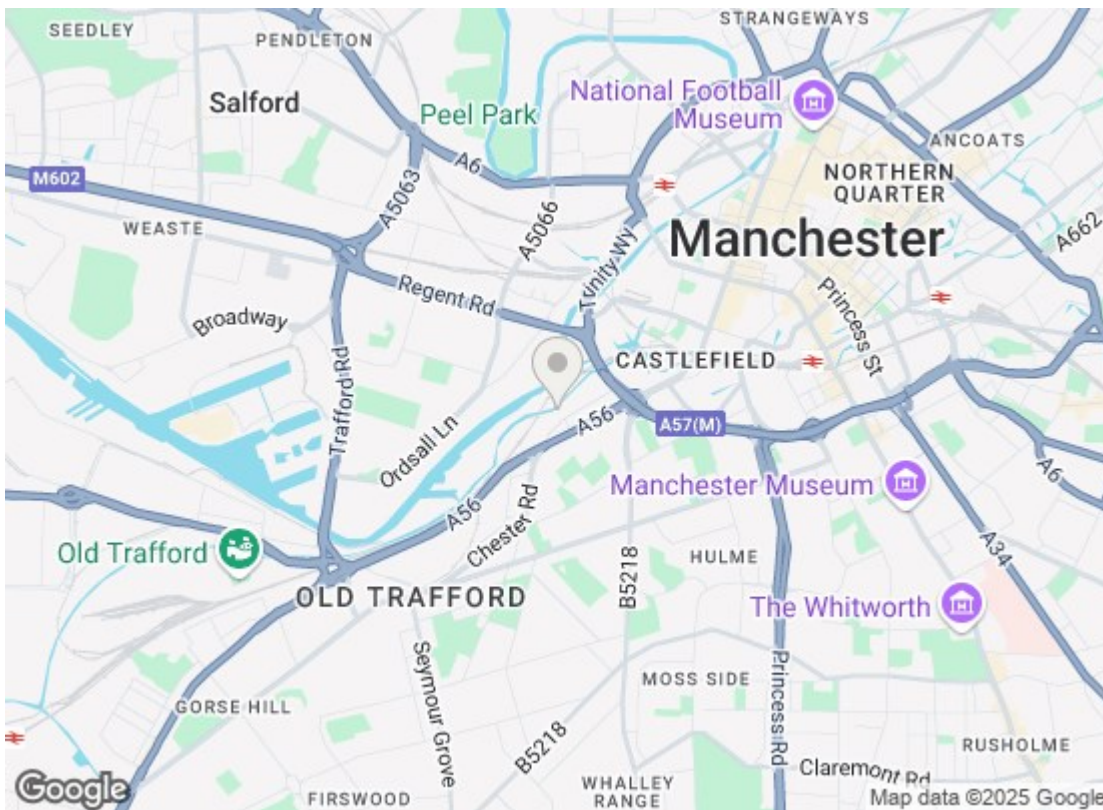 SEEDLEY
STRANGEWAYS
PENDLETON
Salford
Peel Park
National Football
Museum
ANCOATS
A6
M602
A5063
NORTHERN
QUARTER
A5066
WEASTE
Manchester
A662
Trinity Wy
Regent Rd
Princess St
Broadway
CASTLEFIELD
Trafford Rd
A56
A57(M)
Ordsall Ln
A6
A56
Chester Rd
Manchester Museum
Old Trafford
HULME
A34
B5218
OLD TRAFFORD
The Whitworth
Seymour Grove
MOSS SIDE
Princess Rd
GORSE HILL
B5218
RUSHOLME
Claremont Rd
WHALLEY
RANGE
Google
FIRSWOOD
Map data ©2025 Google